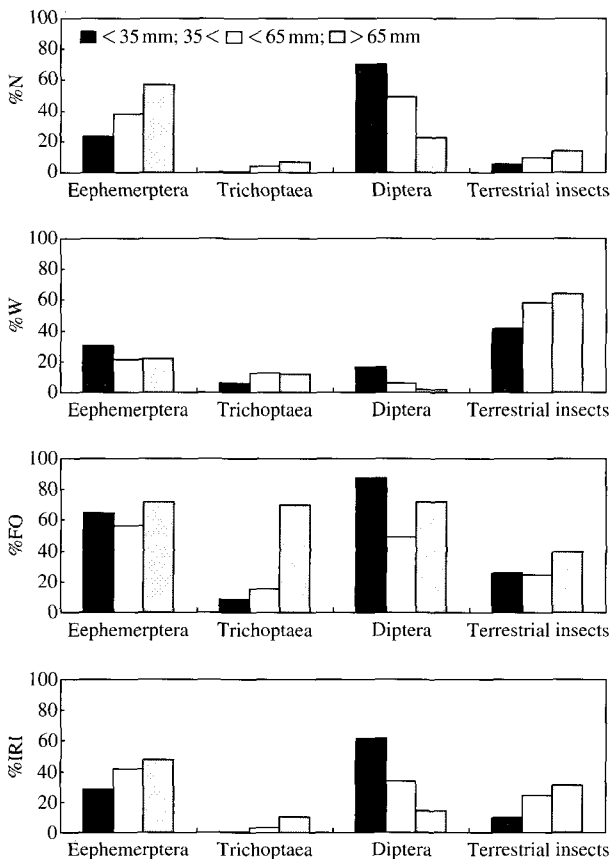 < 35 mm; 35 < < 65 mm; > 65 mm
100
80
60
40
20
0
%N
Eephemerptera Trichoptaea Diptera Terrestrial insects
100
80
60
40
20
0
%W
Eephemerptera Trichoptaea Diptera Terrestrial insects
100
80
60
40
20
0
%FO
Eephemerptera Trichoptaea Diptera Terrestrial insects
100
80
60
40
20
0
%IRI
Eephemerptera Trichoptaea Diptera Terrestrial insects